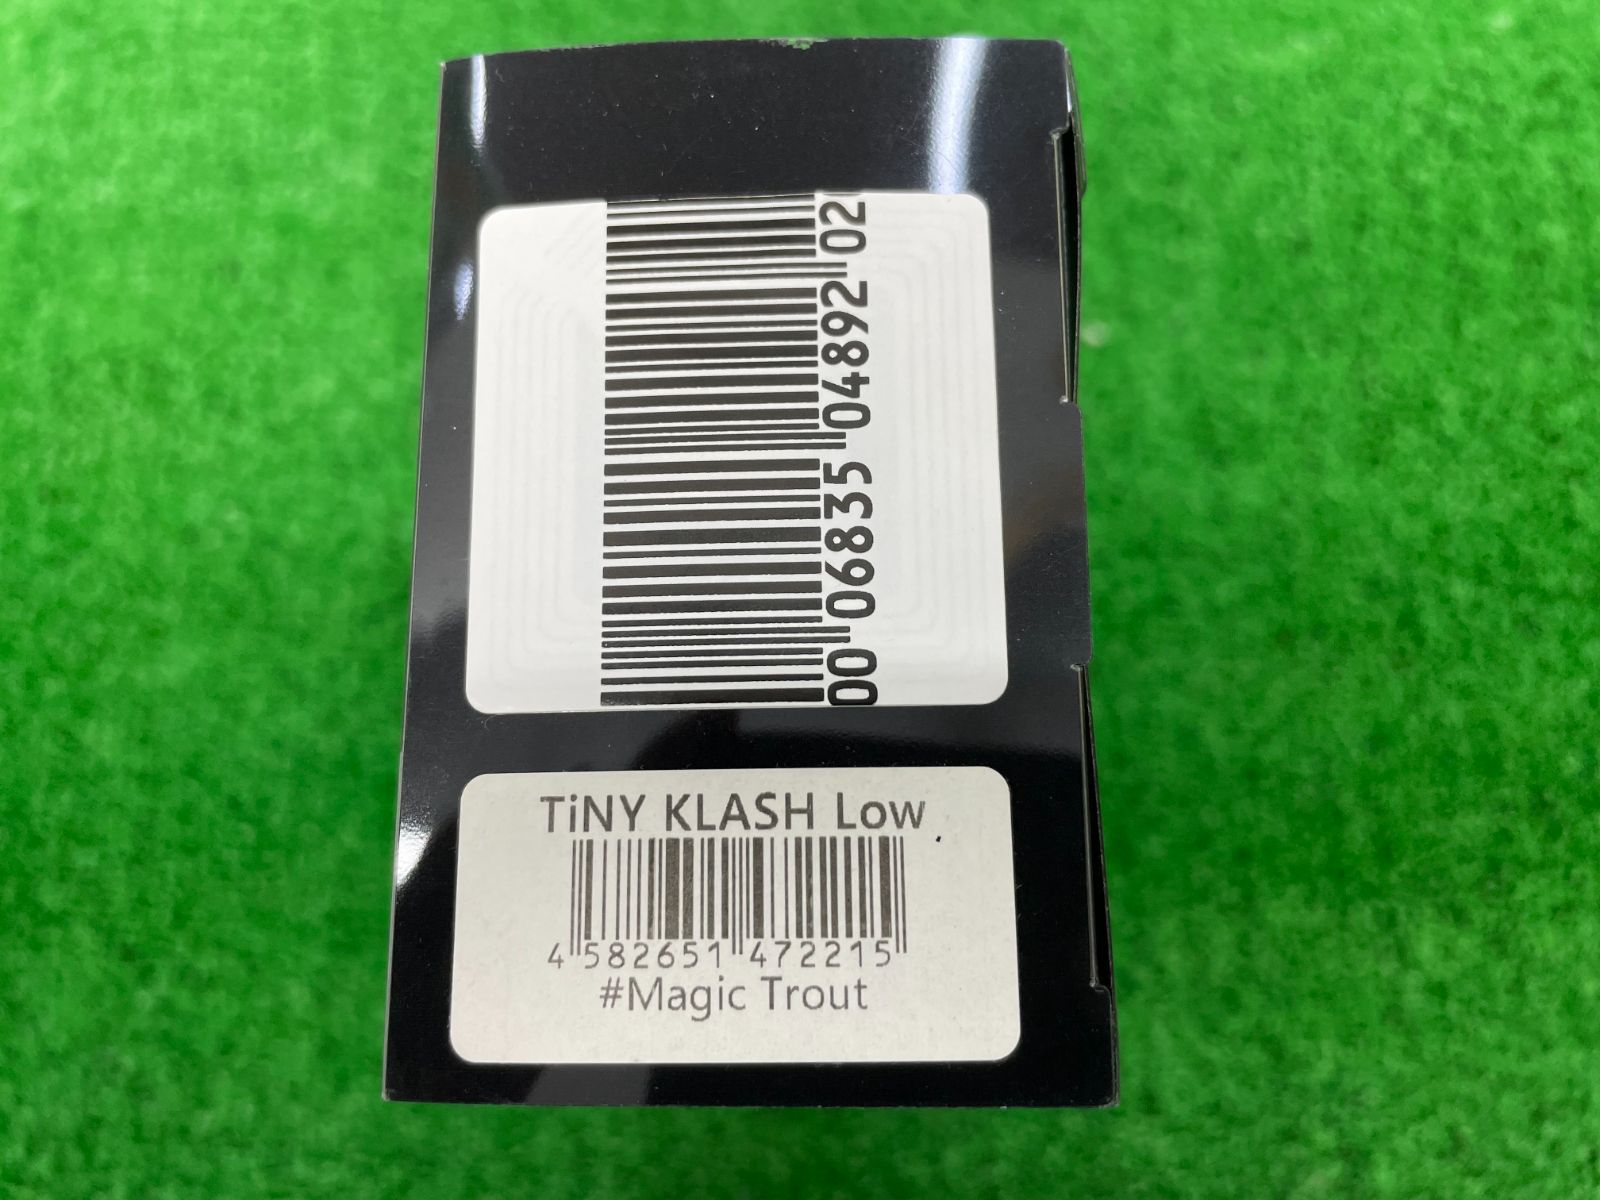 00 06835 04892 02
TiNY KLASH Low
4 582651 472215
#Magic Trout